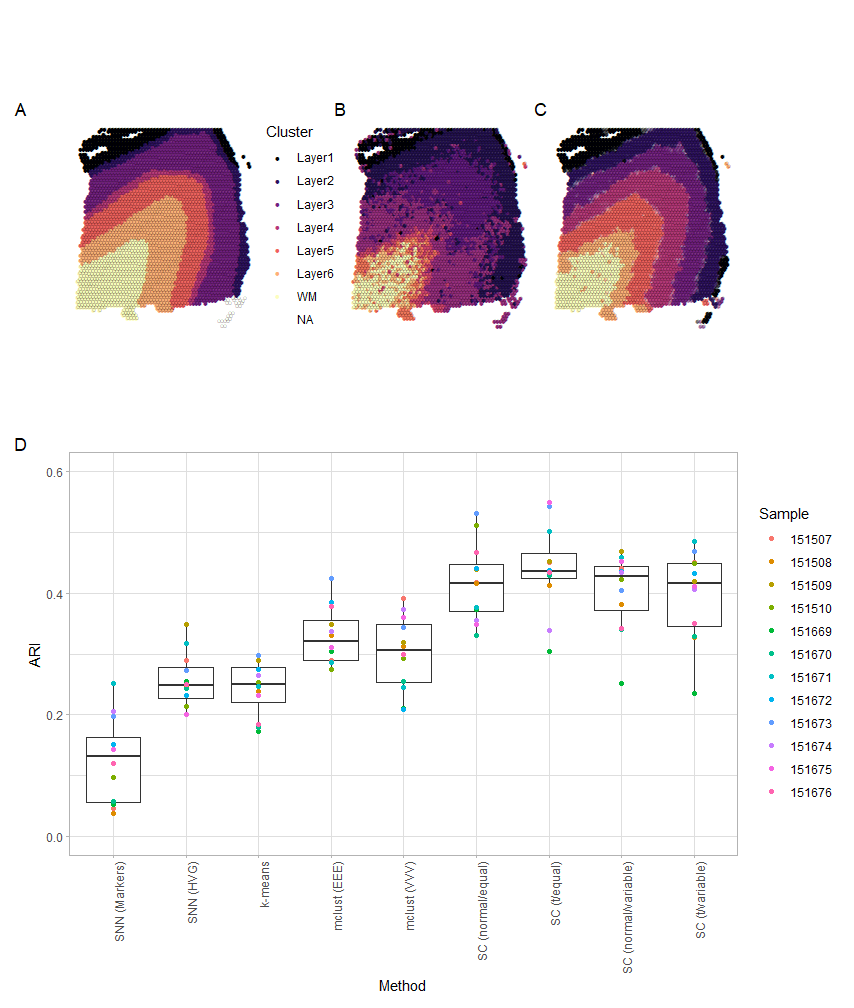 A
B
C
Cluster
Layer1
Layer2
Layer3
Layer4
Layer5
Layer6
WM
NA
D
0.6
0.4
0.2
0.0
ARI
SNN (Markers)
SNN (HVG)
k-means
mclust (EEE)
mclust (VVV)
SC (normal/equal)
SC (t/equal)
SC (normal/variable)
SC (t/variable)
Method
Sample
151507
151508
151509
151510
151669
151670
151671
151672
151673
151674
151675
151676